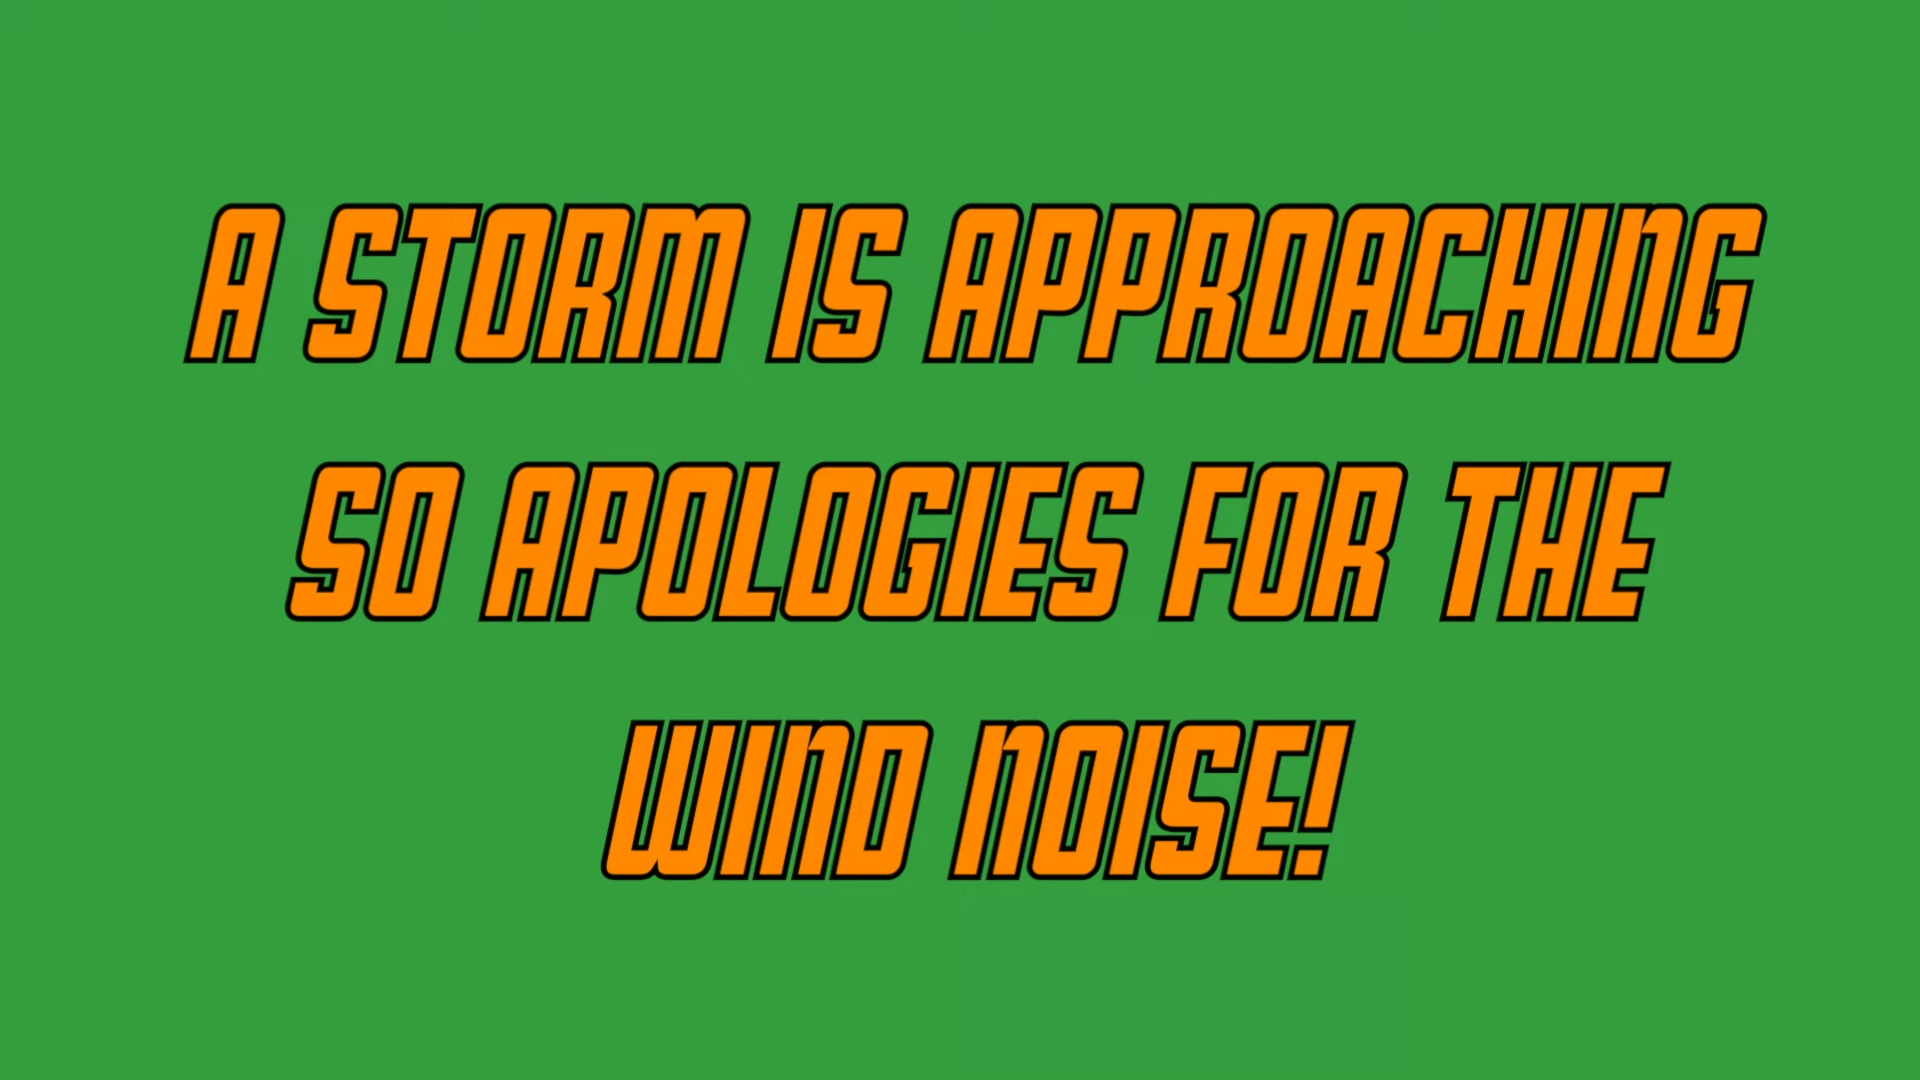 A STORM IS APPROACHING
SO APOLOGIES FOR THE
WIND NOISE!